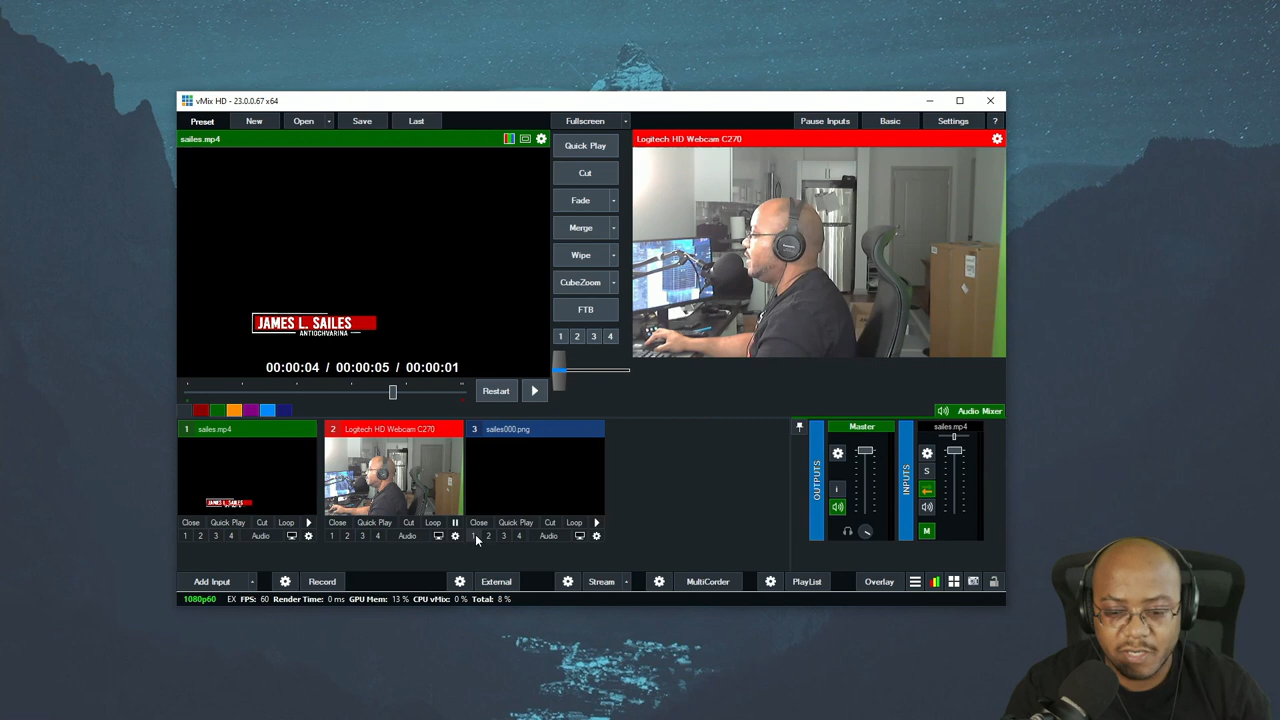 vMix HD - 23.0.0.67 x64
Preset New Open Save Last Fullscreen Pause Inputs Basic Settings ?
sailes.mp4
Logitech HD Webcam C270
Quick Play
Cut
Fade
Merge
Wipe
CubeZoom
FTB
1 2 3 4
JAMES L. SAILES
ANTIOCHVARINA
00:00:04 / 00:00:05 / 00:00:01
Restart
Audio Mixer
1 sailes.mp4
2 Logitech HD Webcam C270
3 sailes000.png
Master
sailes.mp4
JAMES L. SAILES
OUTPUTS
INPUTS
S
i
M
Close Quick Play Cut Loop
Close Quick Play Cut Loop
Close Quick Play Cut Loop
1 2 3 4 Audio
1 2 3 4 Audio
1 2 3 4 Audio
Add Input Record External Stream MultiCorder PlayList Overlay
1080p60 EX FPS: 60 Render Time: 0 ms GPU Mem: 13 % CPU vMix: 0 % Total: 8 %